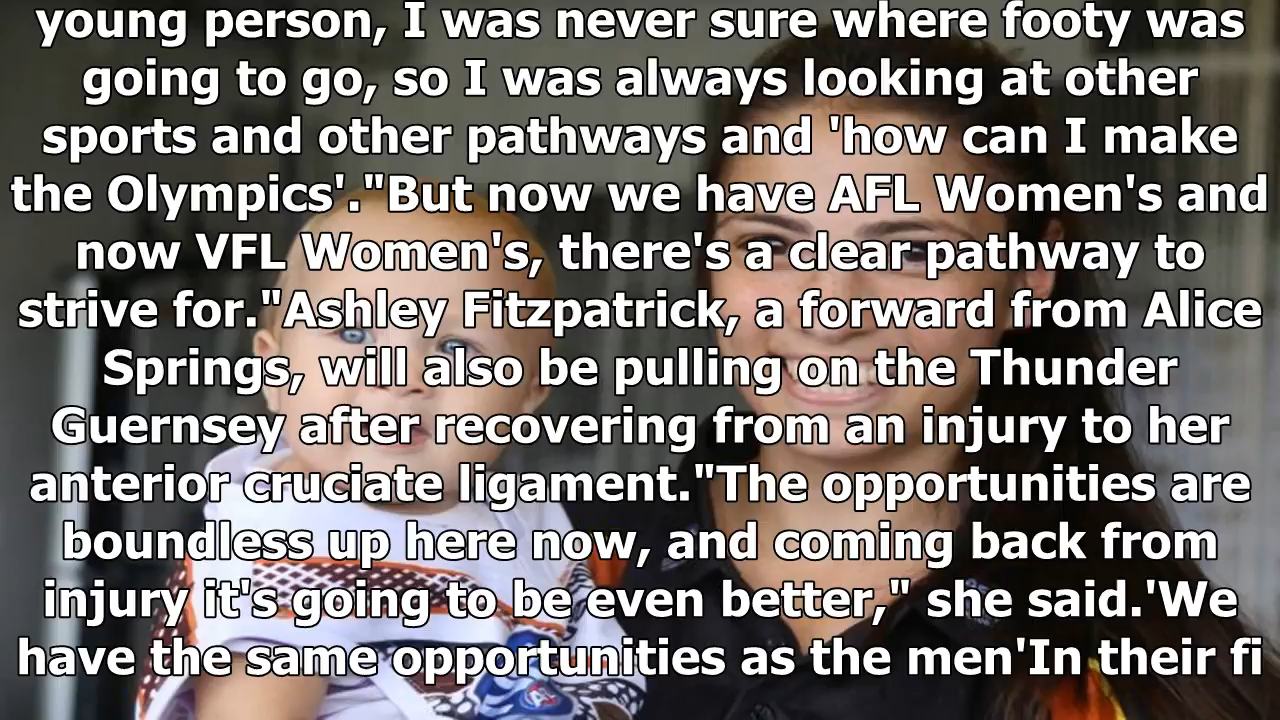 young person, I was never sure where footy was
going to go, so I was always looking at other
sports and other pathways and 'how can I make
the Olympics'."But now we have AFL Women's and
now VFL Women's, there's a clear pathway to
strive for."Ashley Fitzpatrick, a forward from Alice
Springs, will also be pulling on the Thunder
Guernsey after recovering from an injury to her
anterior cruciate ligament."The opportunities are
boundless up here now, and coming back from
injury it's going to be even better," she said.'We
have the same opportunities as the men'In their fi